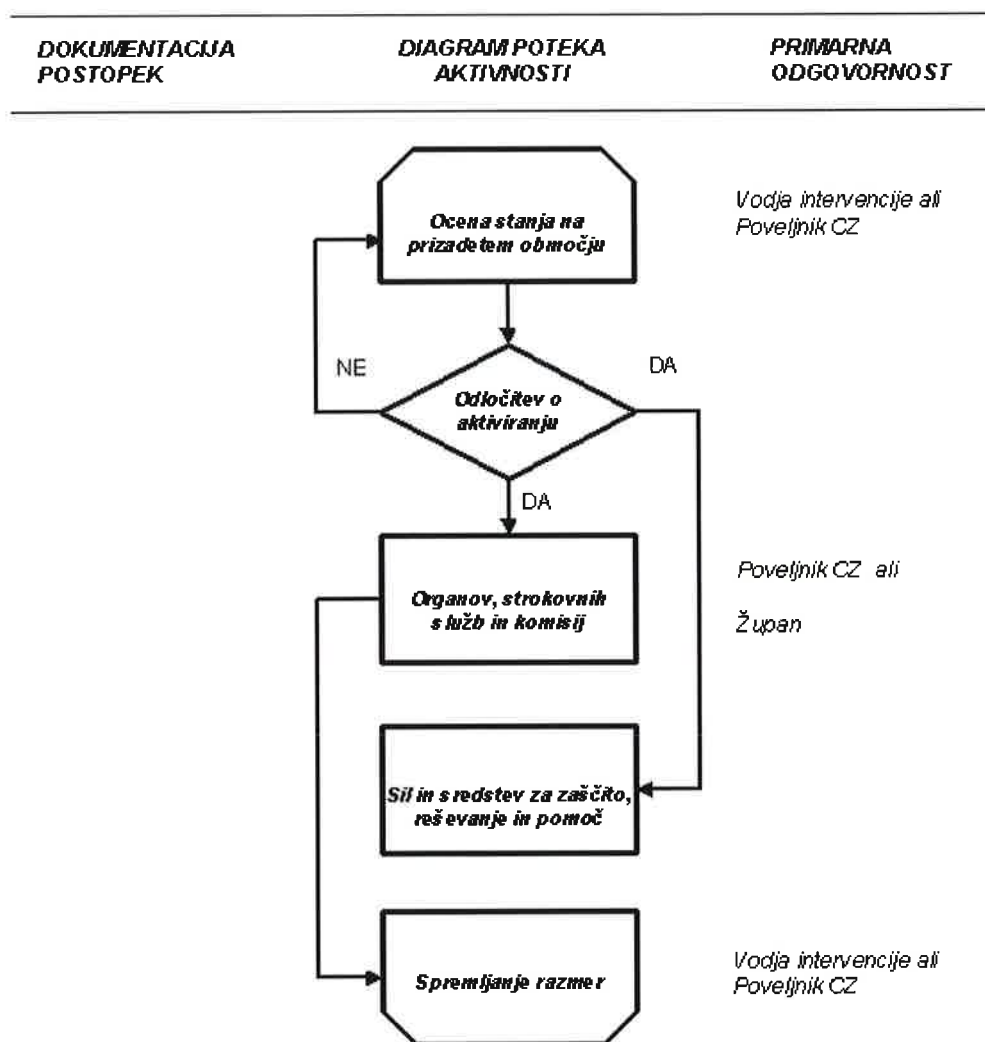 DOKUMENTACIJA
POSTOPEK
DIAGRAM POTEKA
AKTIVNOSTI
PRIMARNA
ODGOVORNOST
Ocena stanja na
prizadetem območju
Vodja intervencije ali
Poveljnik CZ
NE
DA
Odločitev o
aktiviranju
DA
Organov, strokovnih
služb in komisij
Poveljnik CZ ali
Župan
Sil in sredstev za zaščito,
reševanje in pomoč
Spremljanje razmer
Vodja intervencije ali
Poveljnik CZ